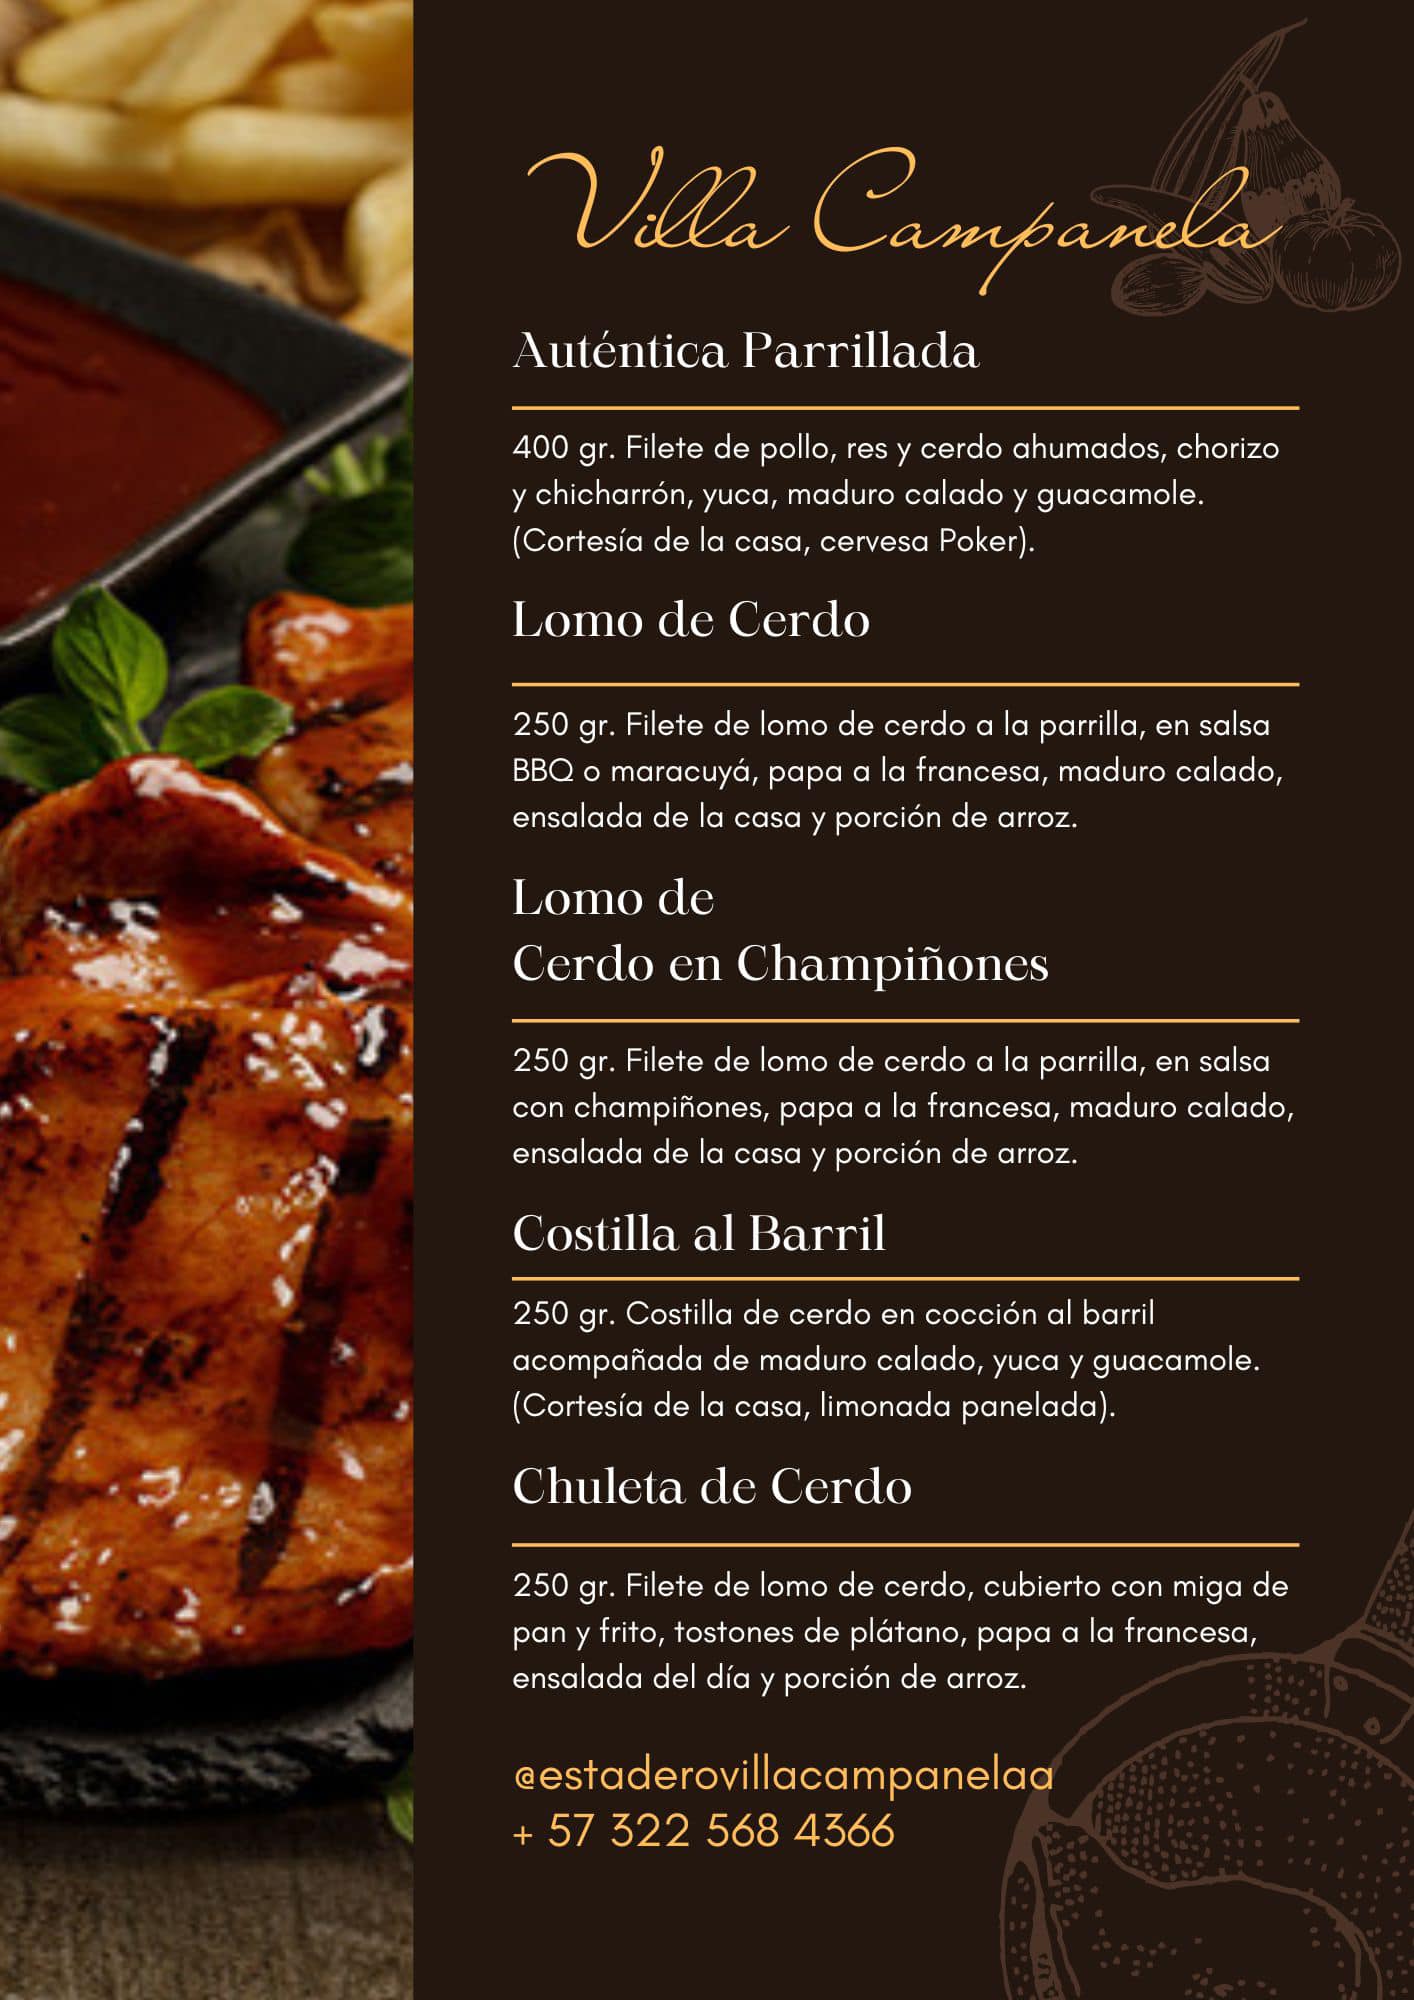 Villa Campanela
Auténtica Parrillada
400 gr. Filete de pollo, res y cerdo ahumados, chorizo
y chicharrón, yuca, maduro calado y guacamole.
(Cortesía de la casa, cervesa Poker).
Lomo de Cerdo
250 gr. Filete de lomo de cerdo a la parrilla, en salsa
BBQ o maracuyá, papa a la francesa, maduro calado,
ensalada de la casa y porción de arroz.
Lomo de
Cerdo en Champiñones
250 gr. Filete de lomo de cerdo a la parrilla, en salsa
con champiñones, papa a la francesa, maduro calado,
ensalada de la casa y porción de arroz.
Costilla al Barril
250 gr. Costilla de cerdo en cocción al barril
acompañada de maduro calado, yuca y guacamole.
(Cortesía de la casa, limonada panelada).
Chuleta de Cerdo
250 gr. Filete de lomo de cerdo, cubierto con miga de
pan y frito, tostones de plátano, papa a la francesa,
ensalada del día y porción de arroz.
@estaderovillacampanelaa
+ 57 322 568 4366